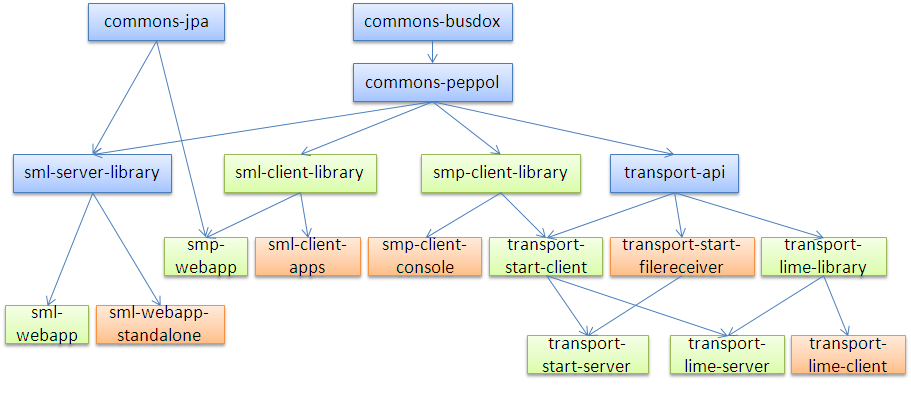 commons-jpa
commons-busdox
commons-peppol
sml-server-library
sml-client-library
smp-client-library
transport-api
smp-
webapp
sml-client-
apps
smp-client-
console
transport-
start-client
transport-start-
filereceiver
transport-
lime-library
sml-
webapp
sml-webapp-
standalone
transport-
start-server
transport-
lime-server
transport-
lime-client